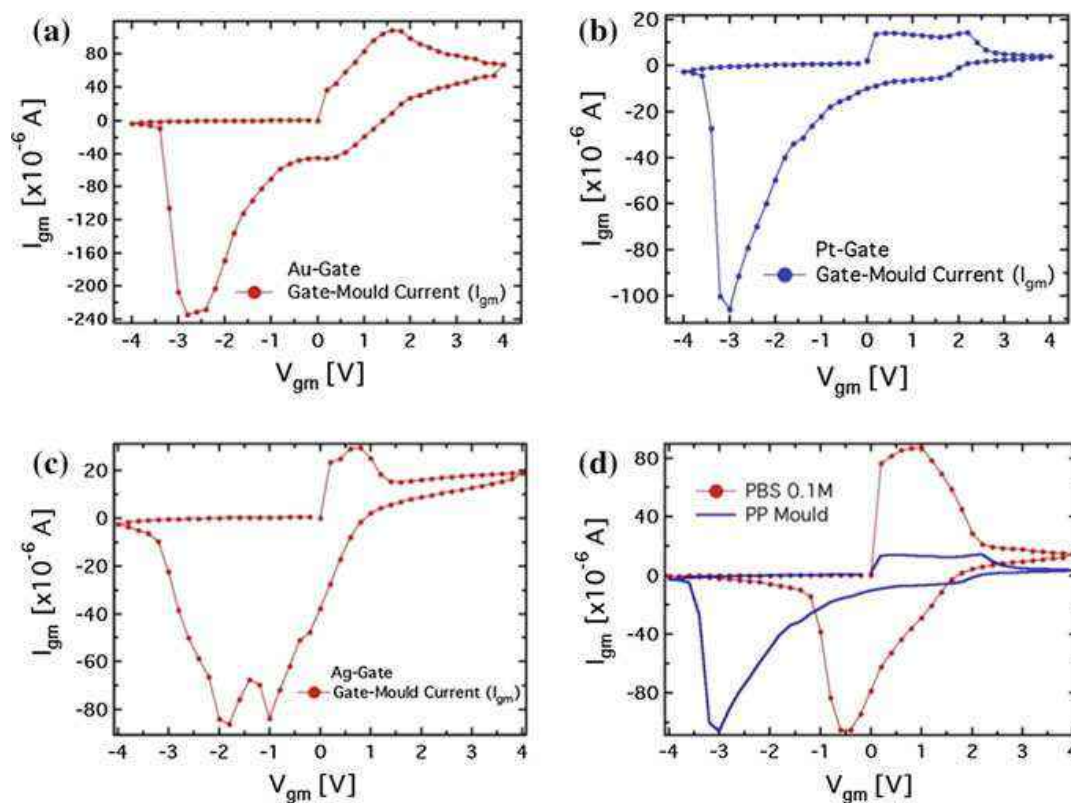 (a)
80
40
0
-40
-80
-120
-200
-240
I_gm [x10^-6 A]
-4 -3 -2 -1 0 1 2 3 4
V_gm [V]
Au-Gate
Gate-Mould Current (I_gm)
(b)
20
0
-20
-40
-60
-80
-100
I_gm [x10^-6 A]
-4 -3 -2 -1 0 1 2 3 4
V_gm [V]
Pt-Gate
Gate-Mould Current (I_gm)
(c)
20
0
-20
-40
-60
-80
I_gm [x10^-6 A]
-4 -3 -2 -1 0 1 2 3 4
V_gm [V]
Ag-Gate
Gate-Mould Current (I_gm)
(d)
80
40
0
-40
-80
I_gm [x10^-6 A]
-4 -3 -2 -1 0 1 2 3 4
V_gm [V]
PBS 0.1M
PP Mould